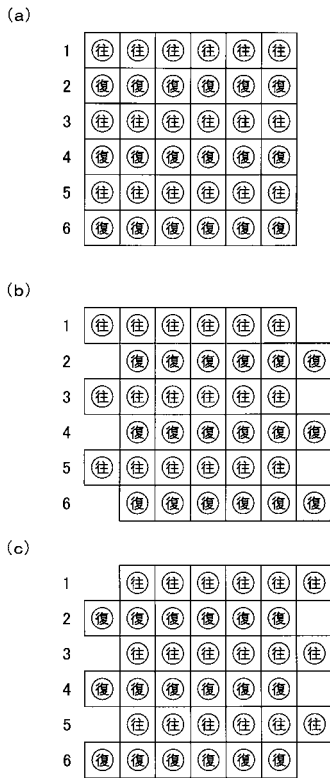 (a)
1 往 往 往 往 往 往
2 復 復 復 復 復 復
3 往 往 往 往 往 往
4 復 復 復 復 復 復
5 往 往 往 往 往 往
6 復 復 復 復 復 復
(b)
1 往 往 往 往 往 往
2 復 復 復 復 復 復
3 往 往 往 往 往 往
4 復 復 復 復 復 復
5 往 往 往 往 往 往
6 復 復 復 復 復 復
(c)
1 往 往 往 往 往 往
2 復 復 復 復 復 復
3 往 往 往 往 往 往
4 復 復 復 復 復 復
5 往 往 往 往 往 往
6 復 復 復 復 復 復